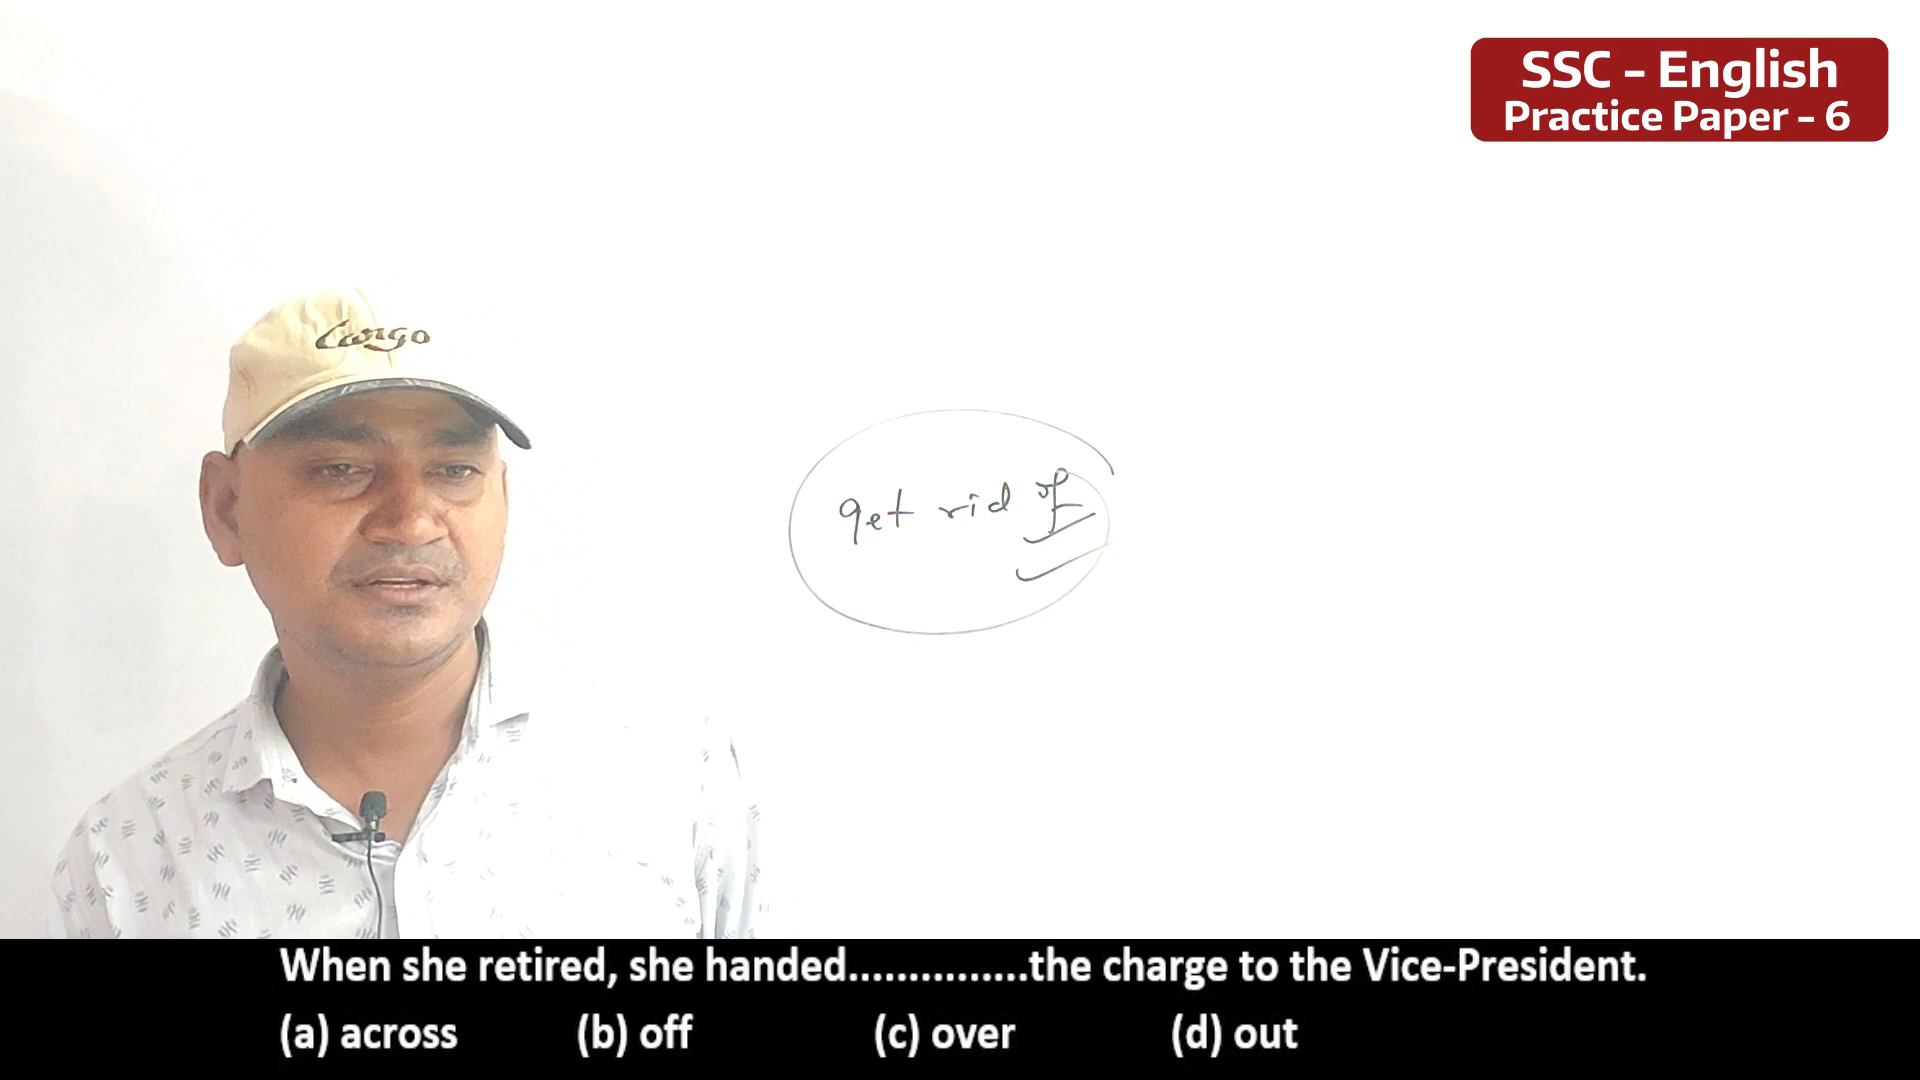 SSC – English
Practice Paper – 6
Cargo
get rid of
When she retired, she handed...............the charge to the Vice-President.
(a) across (b) off (c) over (d) out